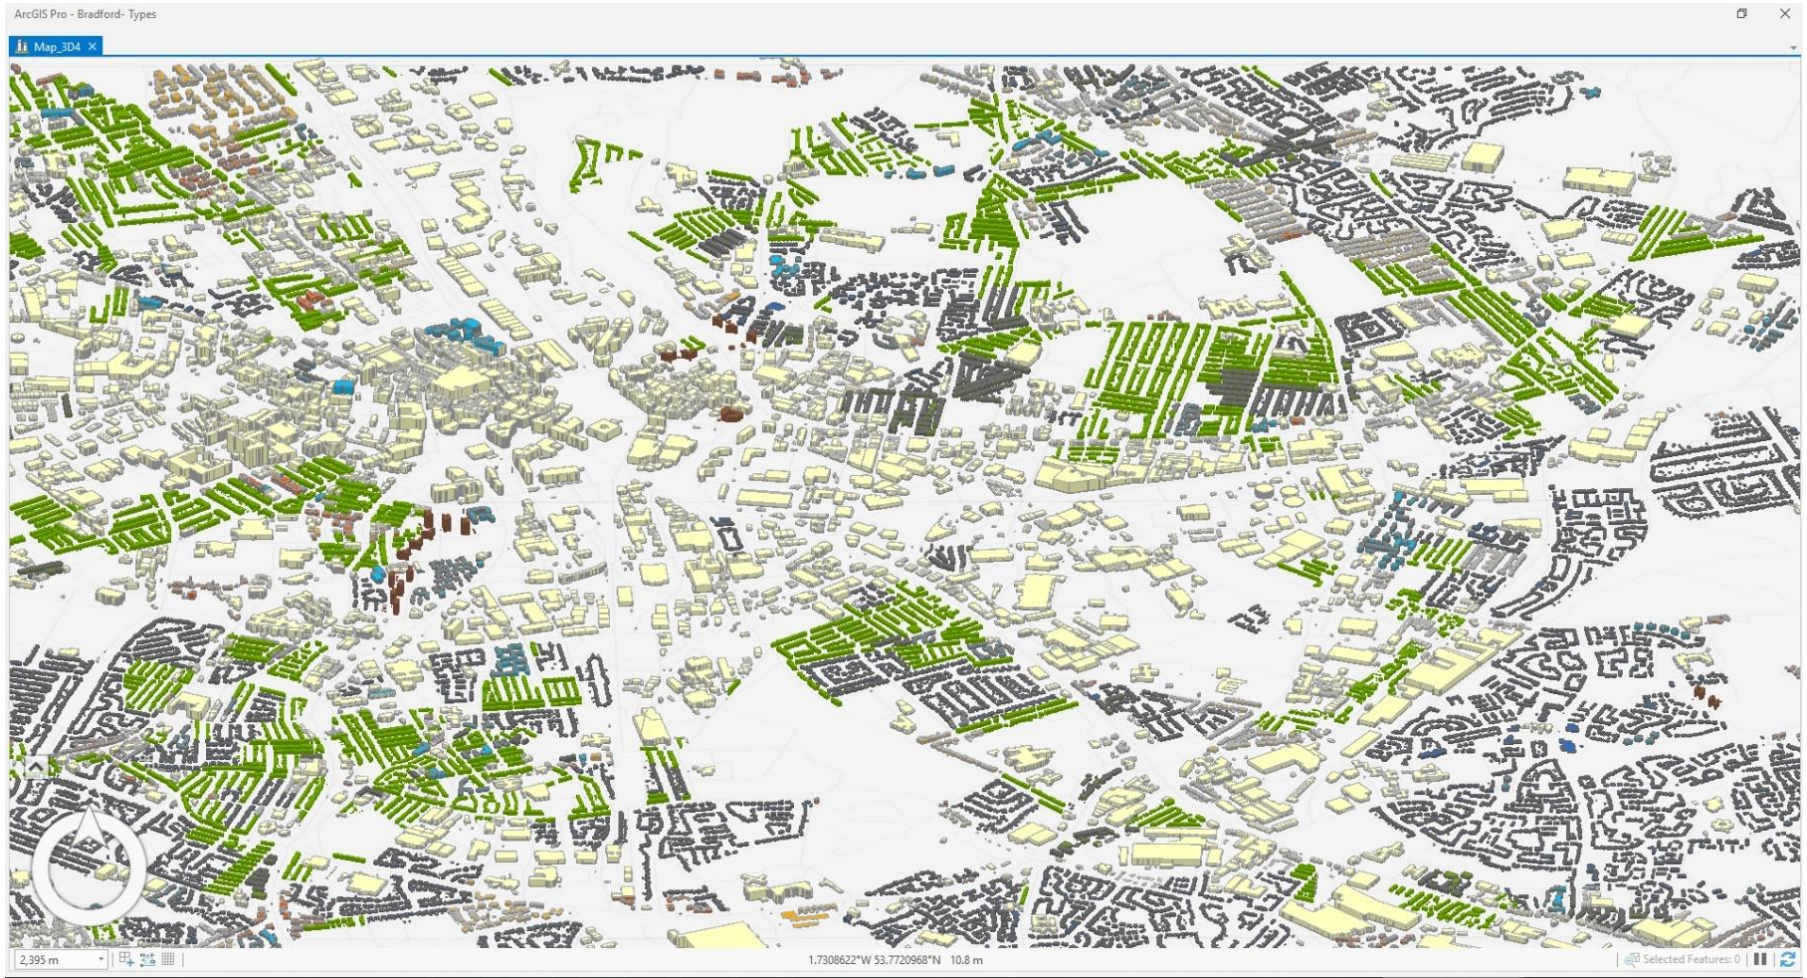 ArcGIS Pro - Bradford- Types
Map_3D4
2,395 m
1.7308622°W 53.7720968°N 10.8 m
Selected Features: 0